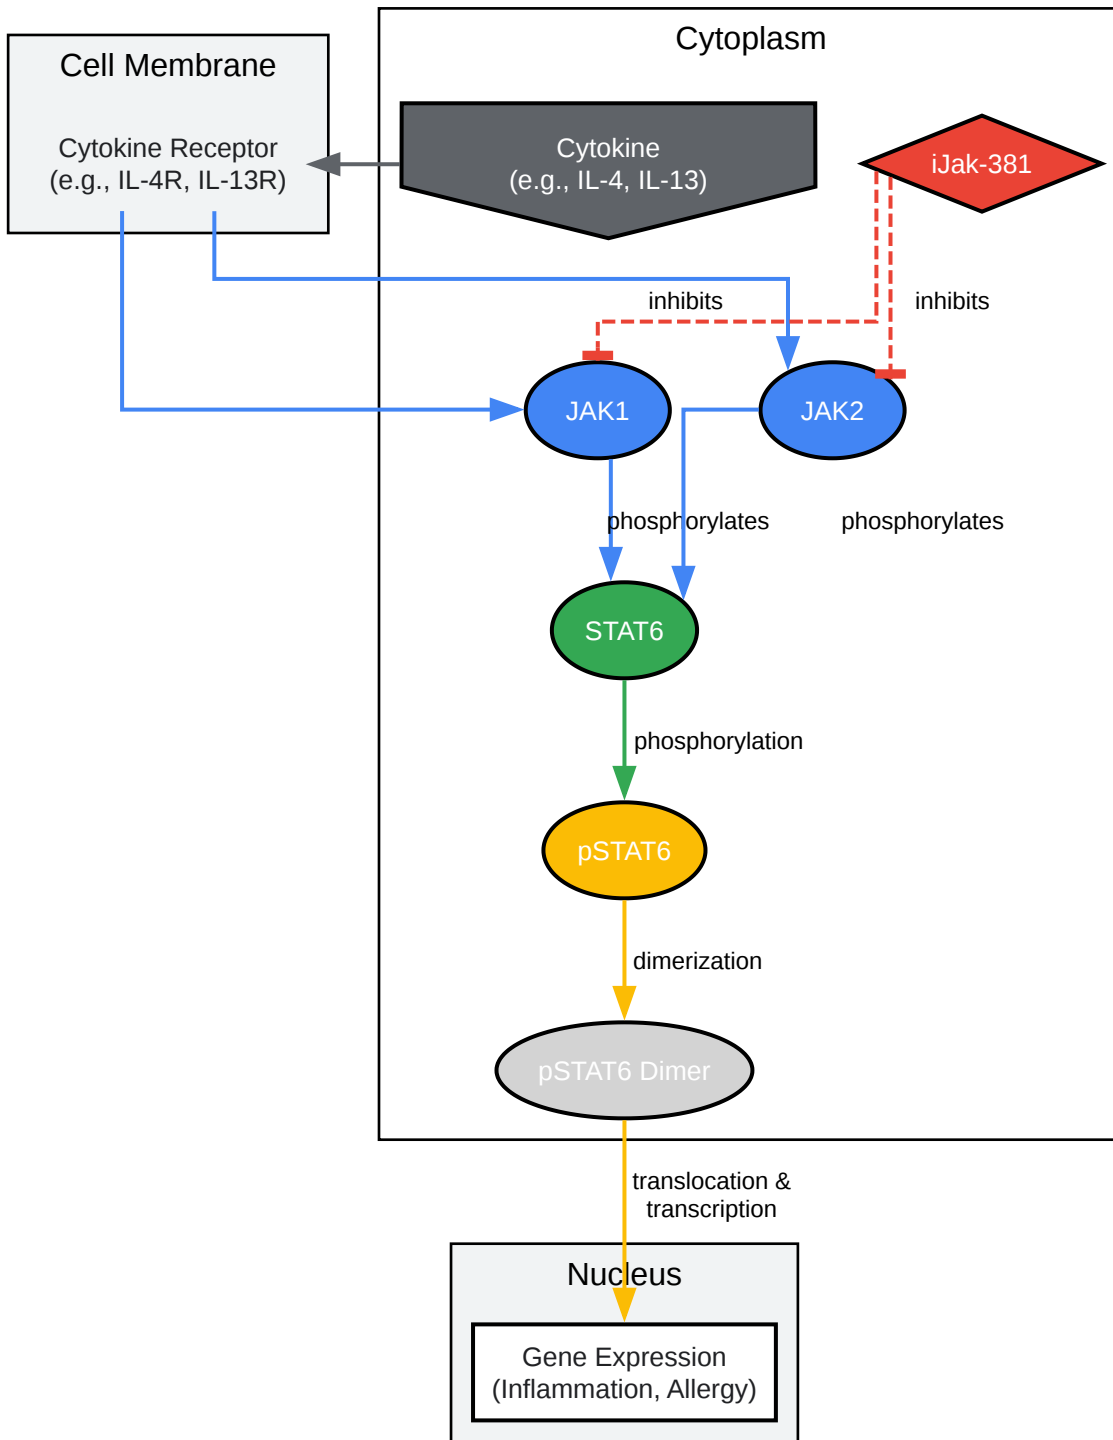 Cytoplasm
Cell Membrane
Cytokine Receptor
(e.g., IL-4R, IL-13R)
Cytokine
(e.g., IL-4, IL-13)
iJak-381
inhibits
inhibits
JAK1
JAK2
phosphorylates
phosphorylates
STAT6
phosphorylation
pSTAT6
dimerization
pSTAT6 Dimer
translocation &
transcription
Nucleus
Gene Expression
(Inflammation, Allergy)